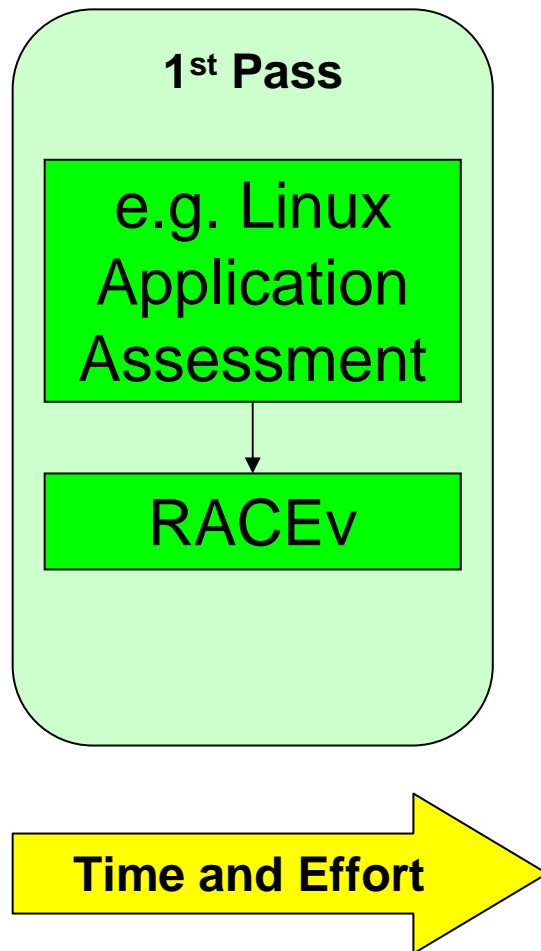 1st Pass
e.g. Linux
Application
Assessment
RACEv
Time and Effort